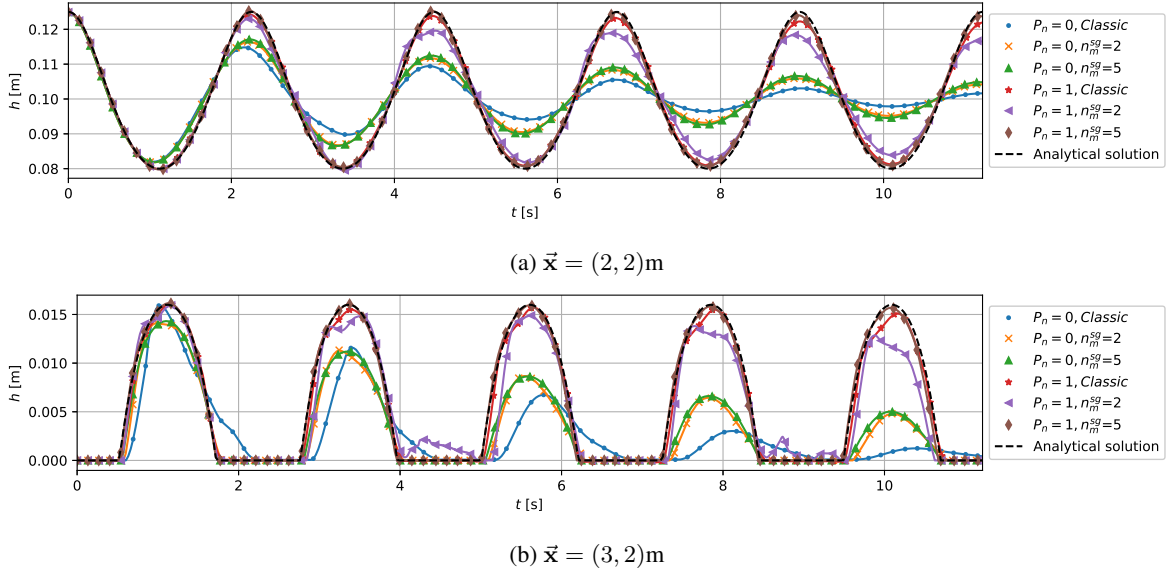 0.12
0.11
0.10
0.09
0.08
h [m]
0 2 4 6 8 10
t [s]
P_n = 0, Classic
P_n = 0, n_m^{sg}=2
P_n = 0, n_m^{sg}=5
P_n = 1, Classic
P_n = 1, n_m^{sg}=2
P_n = 1, n_m^{sg}=5
Analytical solution
(a) \vec{x} = (2, 2)m
0.015
0.010
0.005
0.000
h [m]
0 2 4 6 8 10
t [s]
P_n = 0, Classic
P_n = 0, n_m^{sg}=2
P_n = 0, n_m^{sg}=5
P_n = 1, Classic
P_n = 1, n_m^{sg}=2
P_n = 1, n_m^{sg}=5
Analytical solution
(b) \vec{x} = (3, 2)m